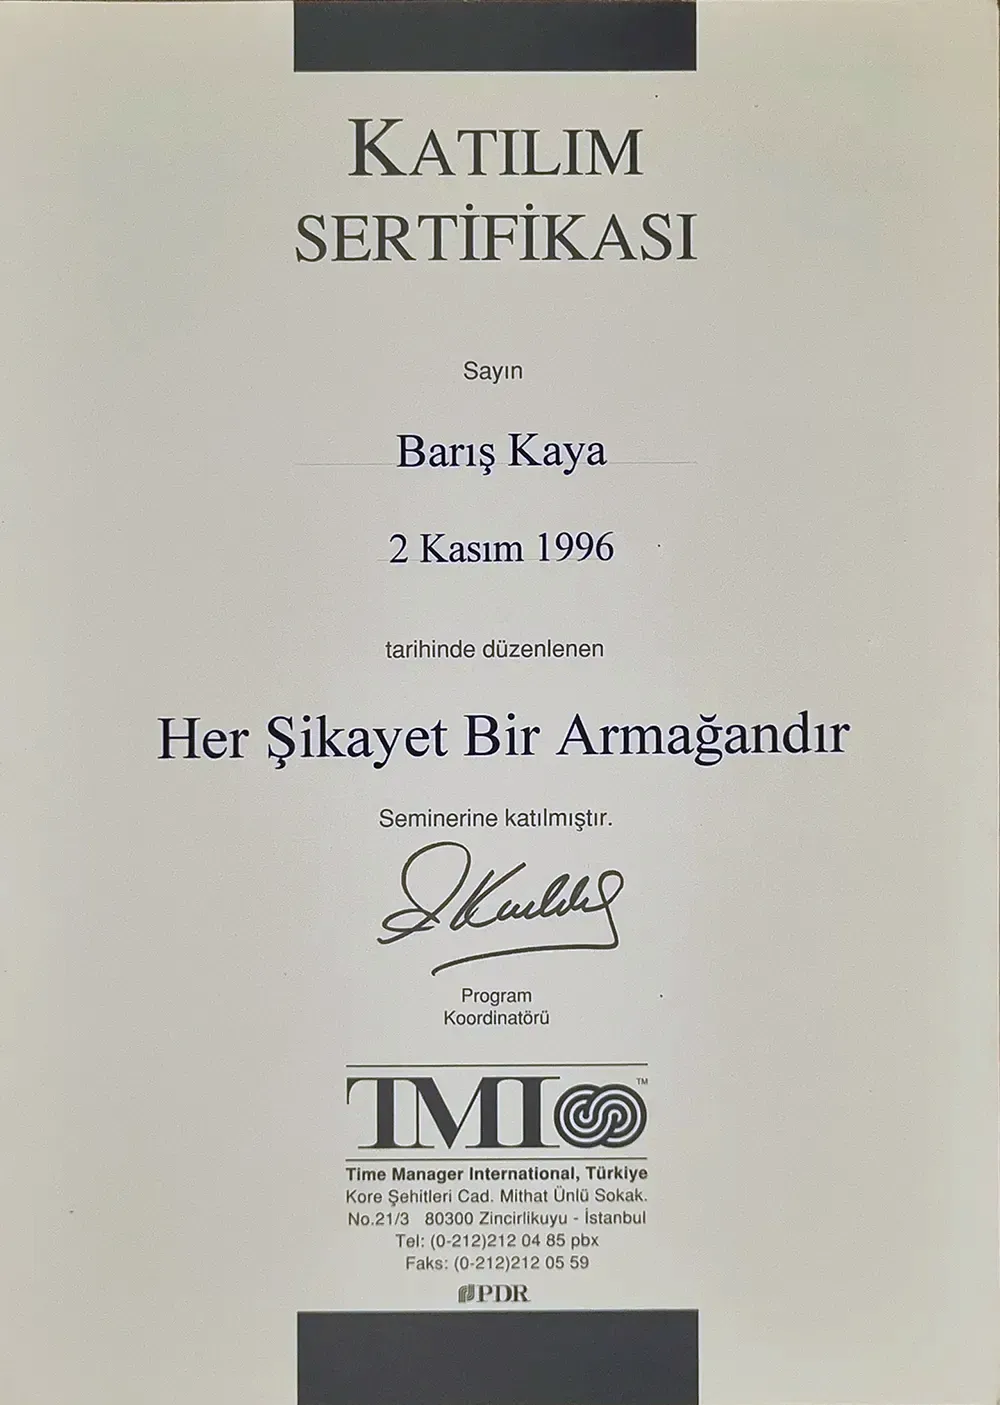 KATILIM
SERTİFİKASI
Sayın
Barış Kaya
2 Kasım 1996
tarihinde düzenlenen
Her Şikayet Bir Armağandır
Seminerine katılmıştır.
Program
Koordinatörü
TMI TM
Time Manager International, Türkiye
Kore Şehitleri Cad. Mithat Ünlü Sokak.
No.21/3 80300 Zincirlikuyu - İstanbul
Tel: (0-212)212 04 85 pbx
Faks: (0-212)212 05 59
PDR